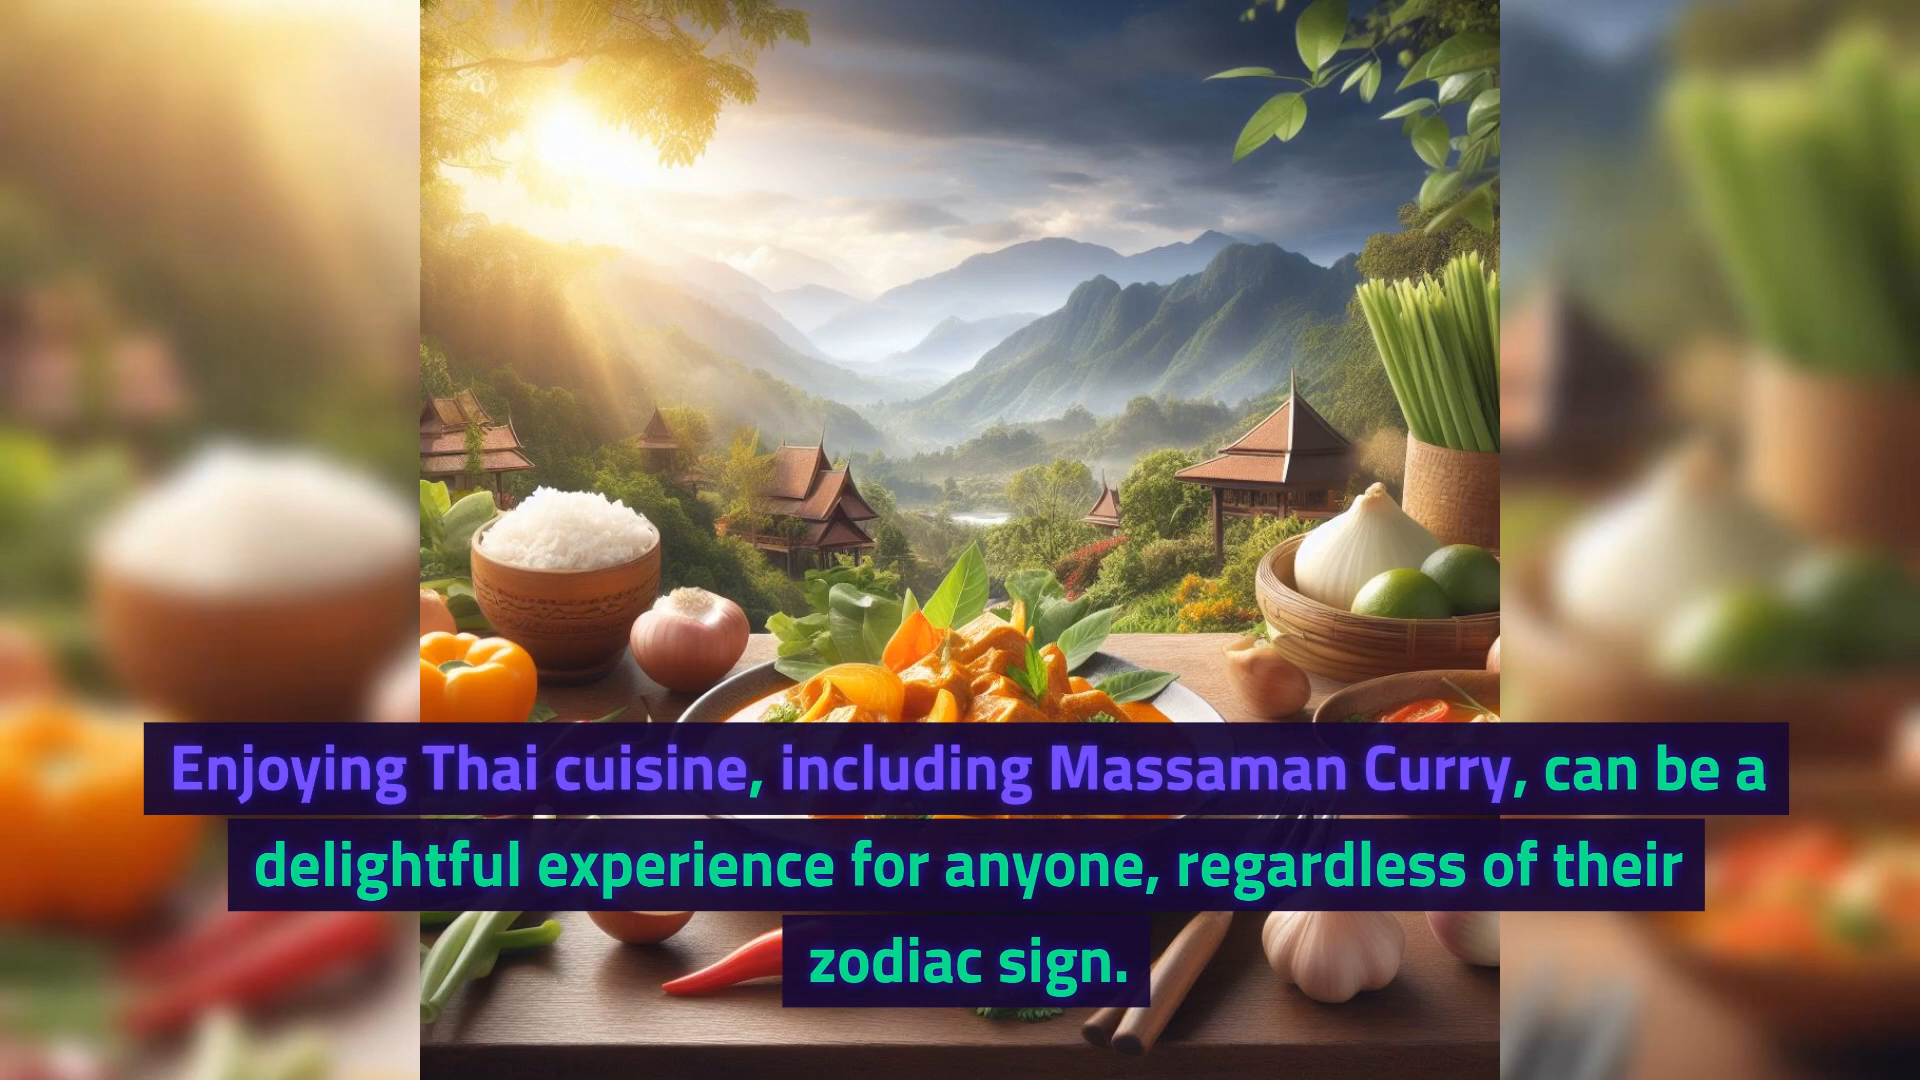 Enjoying Thai cuisine, including Massaman Curry, can be a
delightful experience for anyone, regardless of their
zodiac sign.